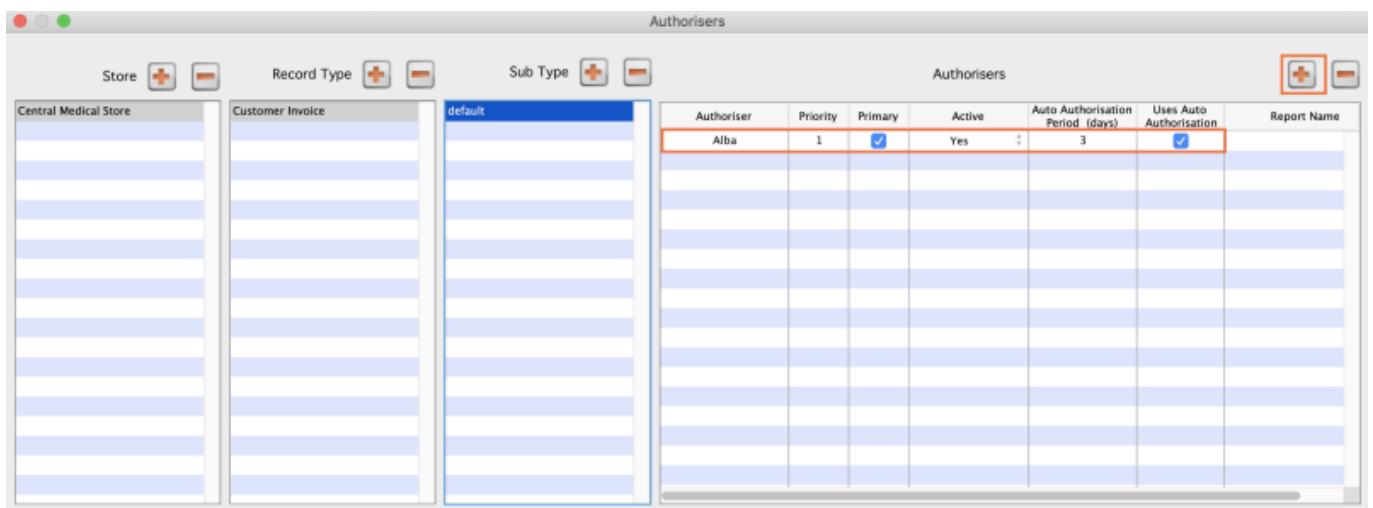 Authorisers
Store
Record Type
Sub Type
Authorisers
Central Medical Store
Customer Invoice
default
Authoriser Priority Primary Active Auto Authorisation Period (days) Uses Auto Authorisation Report Name
Alba 1 Yes 3